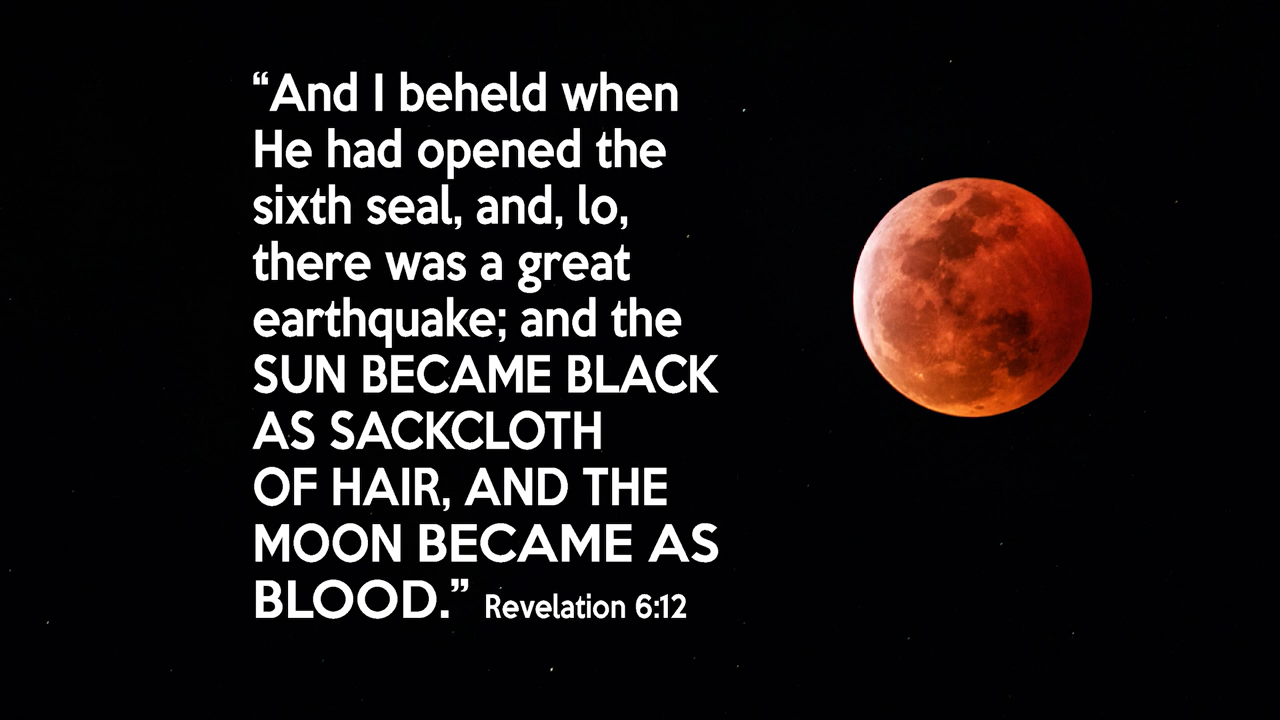 “And I beheld when
He had opened the
sixth seal, and, lo,
there was a great
earthquake; and the
SUN BECAME BLACK
AS SACKCLOTH
OF HAIR, AND THE
MOON BECAME AS
BLOOD.” Revelation 6:12